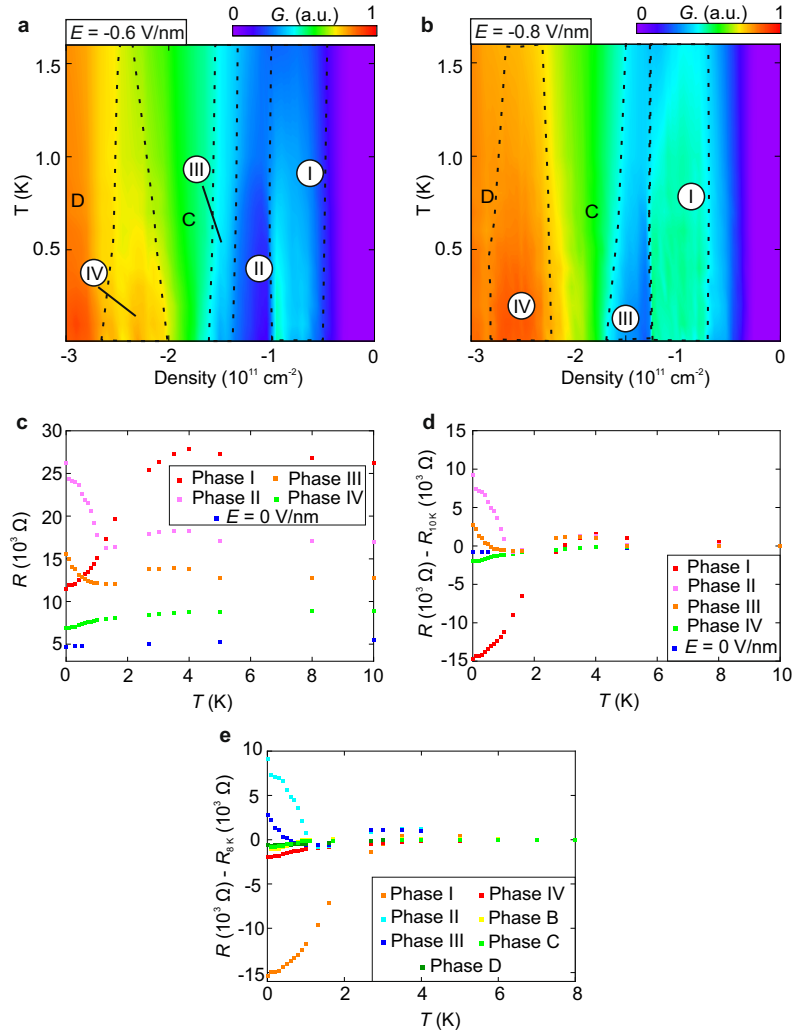 a
E = -0.6 V/nm
0 G. (a.u.) 1
T (K)
1.5
1.0
0.5
D
III
I
C
IV
II
-3 -2 -1 0
Density (10¹¹ cm⁻²)
b
E = -0.8 V/nm
0 G. (a.u.) 1
T (K)
1.5
1.0
0.5
D
C
I
IV
III
-3 -2 -1 0
Density (10¹¹ cm⁻²)
c
R (10³ Ω)
30
25
20
15
10
5
Phase I Phase III
Phase II Phase IV
E = 0 V/nm
0 2 4 6 8 10
T (K)
d
R (10³ Ω) - R10 K (10³ Ω)
15
10
5
0
-5
-10
-15
Phase I
Phase II
Phase III
Phase IV
E = 0 V/nm
0 2 4 6 8 10
T (K)
e
R (10³ Ω) - R8 K (10³ Ω)
10
5
0
-5
-10
-15
Phase I Phase IV
Phase II Phase B
Phase III Phase C
Phase D
0 2 4 6 8
T (K)